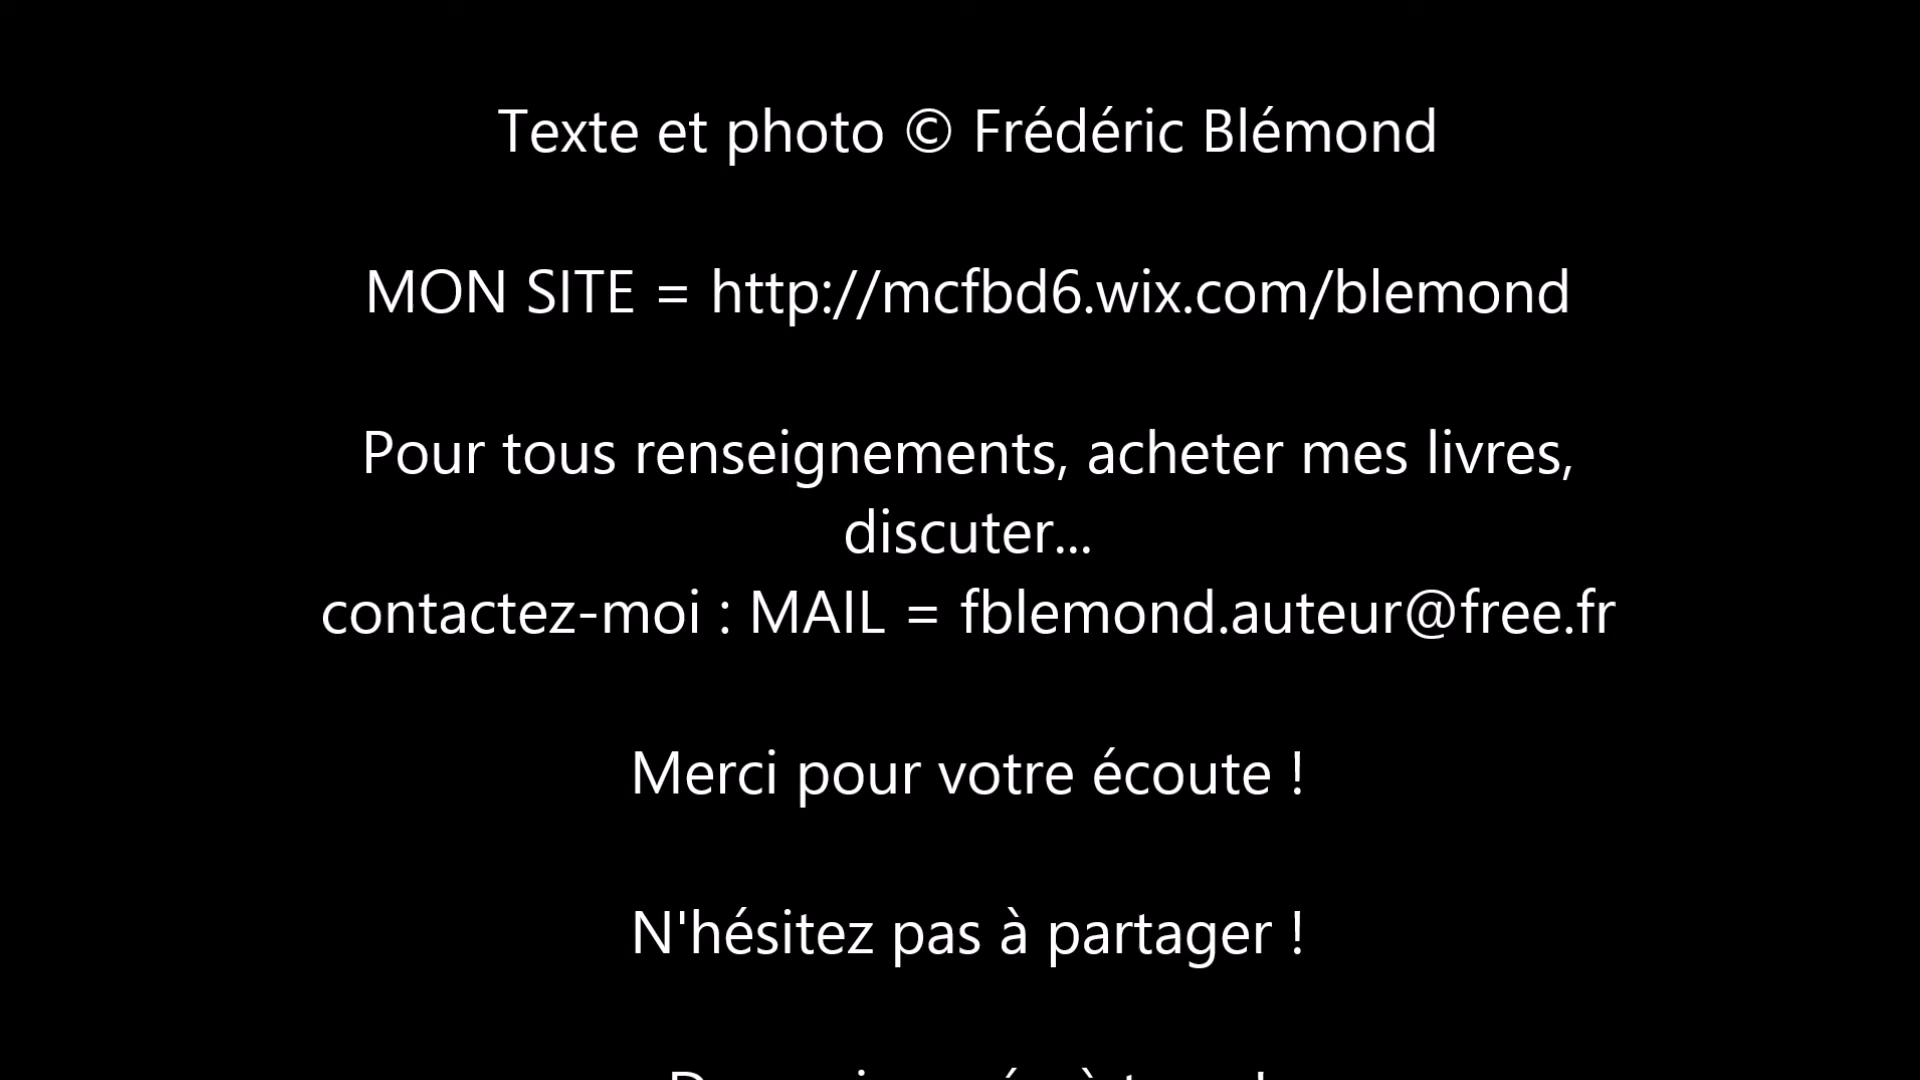 Texte et photo © Frédéric Blémond
MON SITE = http://mcfbd6.wix.com/blemond
Pour tous renseignements, acheter mes livres,
discuter...
contactez-moi : MAIL = fblemond.auteur@free.fr
Merci pour votre écoute !
N'hésitez pas à partager !